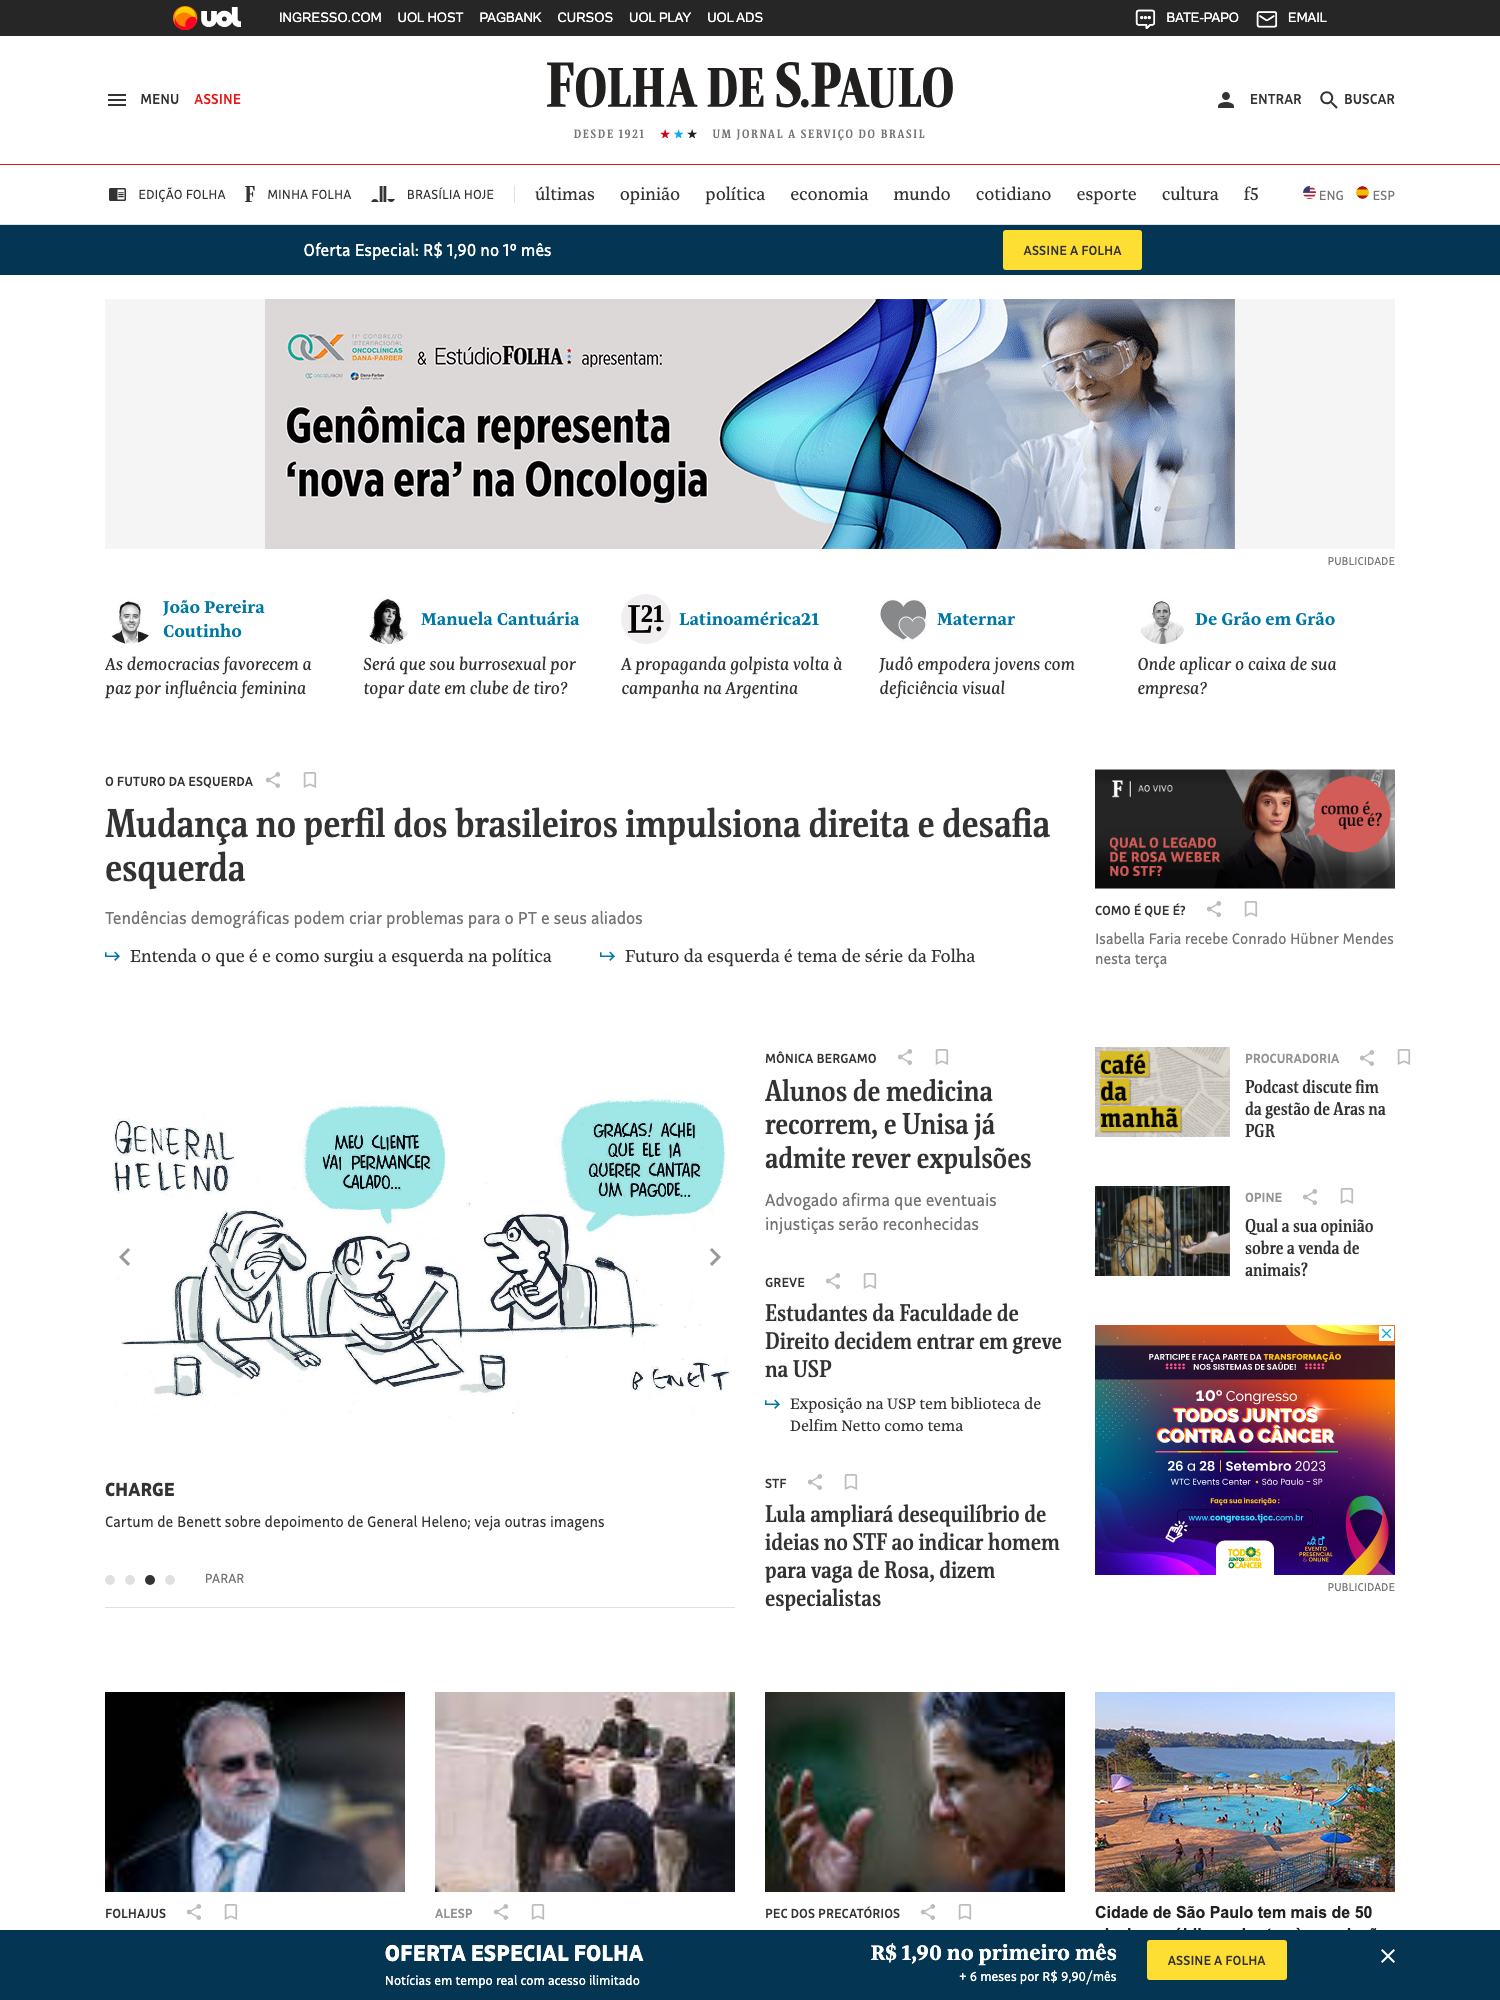 uol INGRESSO.COM UOL HOST PAGBANK CURSOS UOL PLAY UOL ADS BATE-PAPO EMAIL
MENU ASSINE FOLHA DE S.PAULO ENTRAR BUSCAR
DESDE 1921 ★★★ UM JORNAL A SERVIÇO DO BRASIL
EDIÇÃO FOLHA F MINHA FOLHA BRASÍLIA HOJE últimas opinião política economia mundo cotidiano esporte cultura f5 ENG ESP
Oferta Especial: R$ 1,90 no 1º mês ASSINE A FOLHA
11º CONGRESSO
INTERNACIONAL
ONCOCLÍNICAS
DANA-FARBER
& EstúdioFOLHA: apresentam:
Genômica representa
‘nova era’ na Oncologia
PUBLICIDADE
João Pereira
Coutinho
As democracias favorecem a
paz por influência feminina
Manuela Cantuária
Será que sou burrosexual por
topar date em clube de tiro?
L21.
Latinoamérica21
A propaganda golpista volta à
campanha na Argentina
Maternar
Judô empodera jovens com
deficiência visual
De Grão em Grão
Onde aplicar o caixa de sua
empresa?
O FUTURO DA ESQUERDA
Mudança no perfil dos brasileiros impulsiona direita e desafia
esquerda
Tendências demográficas podem criar problemas para o PT e seus aliados
Entenda o que é e como surgiu a esquerda na política
Futuro da esquerda é tema de série da Folha
F | AO VIVO
como é.
que é?
QUAL O LEGADO
DE ROSA WEBER
NO STF?
COMO É QUE É?
Isabella Faria recebe Conrado Hübner Mendes
nesta terça
GENERAL
HELENO
MEU CLIENTE
VAI PERMANCER
CALADO...
GRAÇAS! ACHEI
QUE ELE IA
QUERER CANTAR
UM PAGODE...
BENETT
CHARGE
Cartum de Benett sobre depoimento de General Heleno; veja outras imagens
PARAR
MÔNICA BERGAMO
Alunos de medicina
recorrem, e Unisa já
admite rever expulsões
Advogado afirma que eventuais
injustiças serão reconhecidas
GREVE
Estudantes da Faculdade de
Direito decidem entrar em greve
na USP
Exposição na USP tem biblioteca de
Delfim Netto como tema
STF
Lula ampliará desequilíbrio de
ideias no STF ao indicar homem
para vaga de Rosa, dizem
especialistas
café
da
manhã
PROCURADORIA
Podcast discute fim
da gestão de Aras na
PGR
OPINE
Qual a sua opinião
sobre a venda de
animais?
PARTICIPE E FAÇA PARTE DA TRANSFORMAÇÃO
NOS SISTEMAS DE SAÚDE!
10º Congresso
TODOS JUNTOS
CONTRA O CÂNCER
26 a 28 | Setembro 2023
WTC Events Center • São Paulo - SP
Faça sua inscrição:
www.congresso.tjcc.com.br
TODOS
JUNTOS CONTRA
O CÂNCER
EVENTO
PRESENCIAL
& ONLINE
PUBLICIDADE
FOLHAJUS
ALESP
PEC DOS PRECATÓRIOS
Cidade de São Paulo tem mais de 50
OFERTA ESPECIAL FOLHA
Notícias em tempo real com acesso ilimitado
R$ 1,90 no primeiro mês
+ 6 meses por R$ 9,90/mês
ASSINE A FOLHA